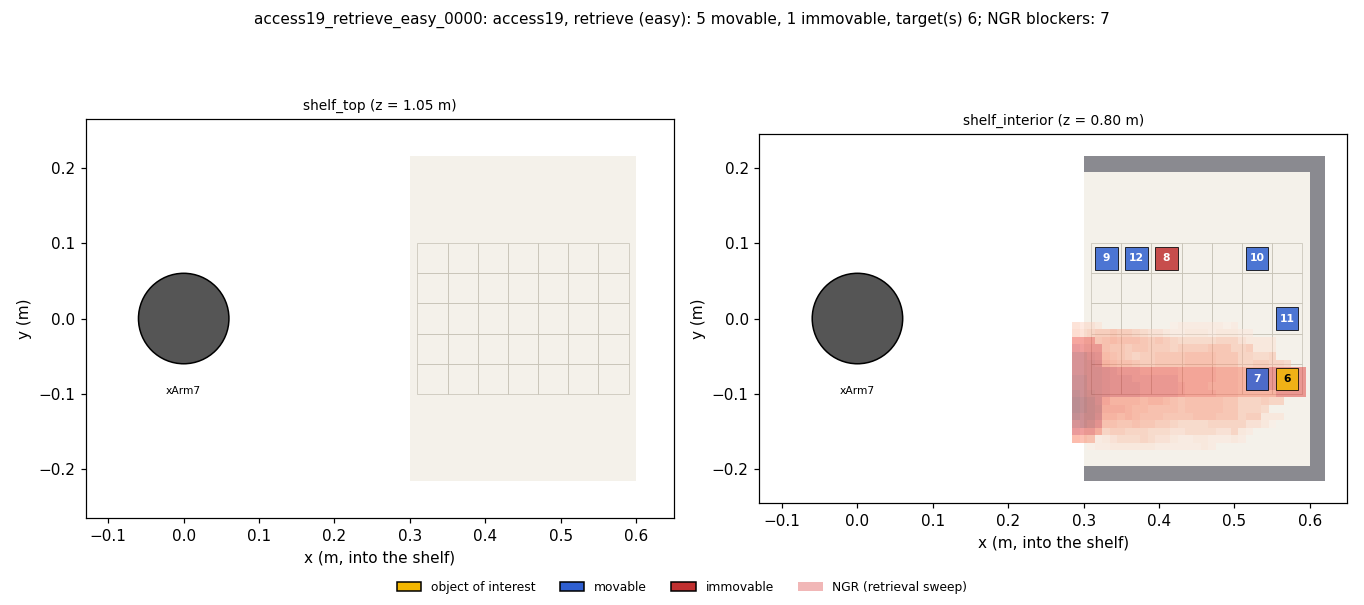 access19_retrieve_easy_0000: access19, retrieve (easy): 5 movable, 1 immovable, target(s) 6; NGR blockers: 7
shelf_top (z = 1.05 m)
0.2
0.1
0.0
−0.1
−0.2
y (m)
xArm7
−0.1 0.0 0.1 0.2 0.3 0.4 0.5 0.6
x (m, into the shelf)
shelf_interior (z = 0.80 m)
0.2
0.1
0.0
−0.1
−0.2
y (m)
xArm7
9 12 8 10
11
7 6
−0.1 0.0 0.1 0.2 0.3 0.4 0.5 0.6
x (m, into the shelf)
object of interest movable immovable NGR (retrieval sweep)